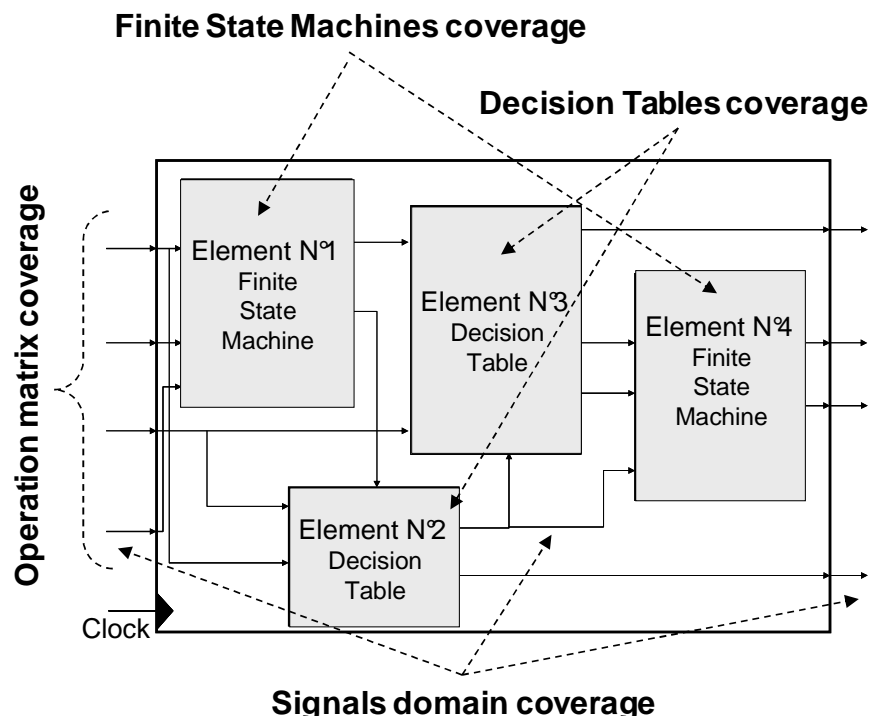 Finite State Machines coverage
Decision Tables coverage
Operation matrix coverage
Element N°1
Finite
State
Machine
Element N°3
Decision
Table
Element N°4
Finite
State
Machine
Element N°2
Decision
Table
Clock
Signals domain coverage